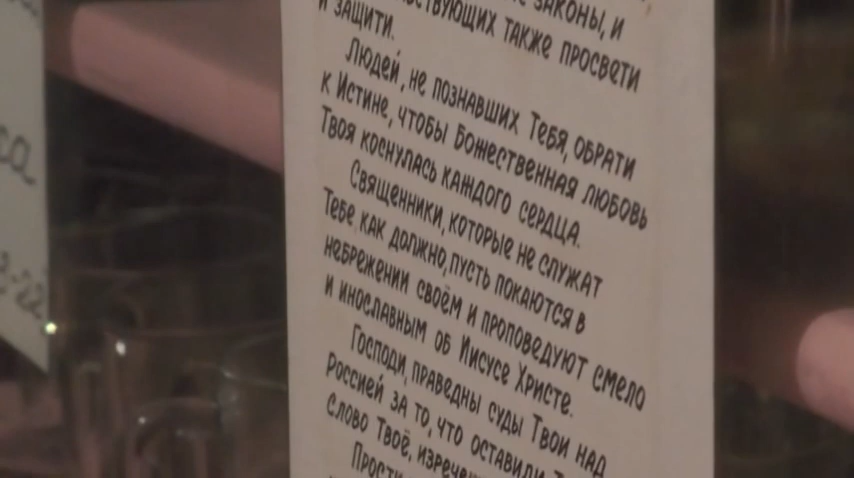 законы, и
также просвети
и защити.
Людей, не познавших Тебя, обрати
к Истине, чтобы Божественная любовь
Твоя коснулась каждого сердца.
Священники, которые не служат
Тебе как должно, пусть покаются в
небрежении своём и проповедуют смело
и инославным об Иисусе Христе.
Господи, праведны суды Твои над
Россией за то, что оставили
Слово Твоё,